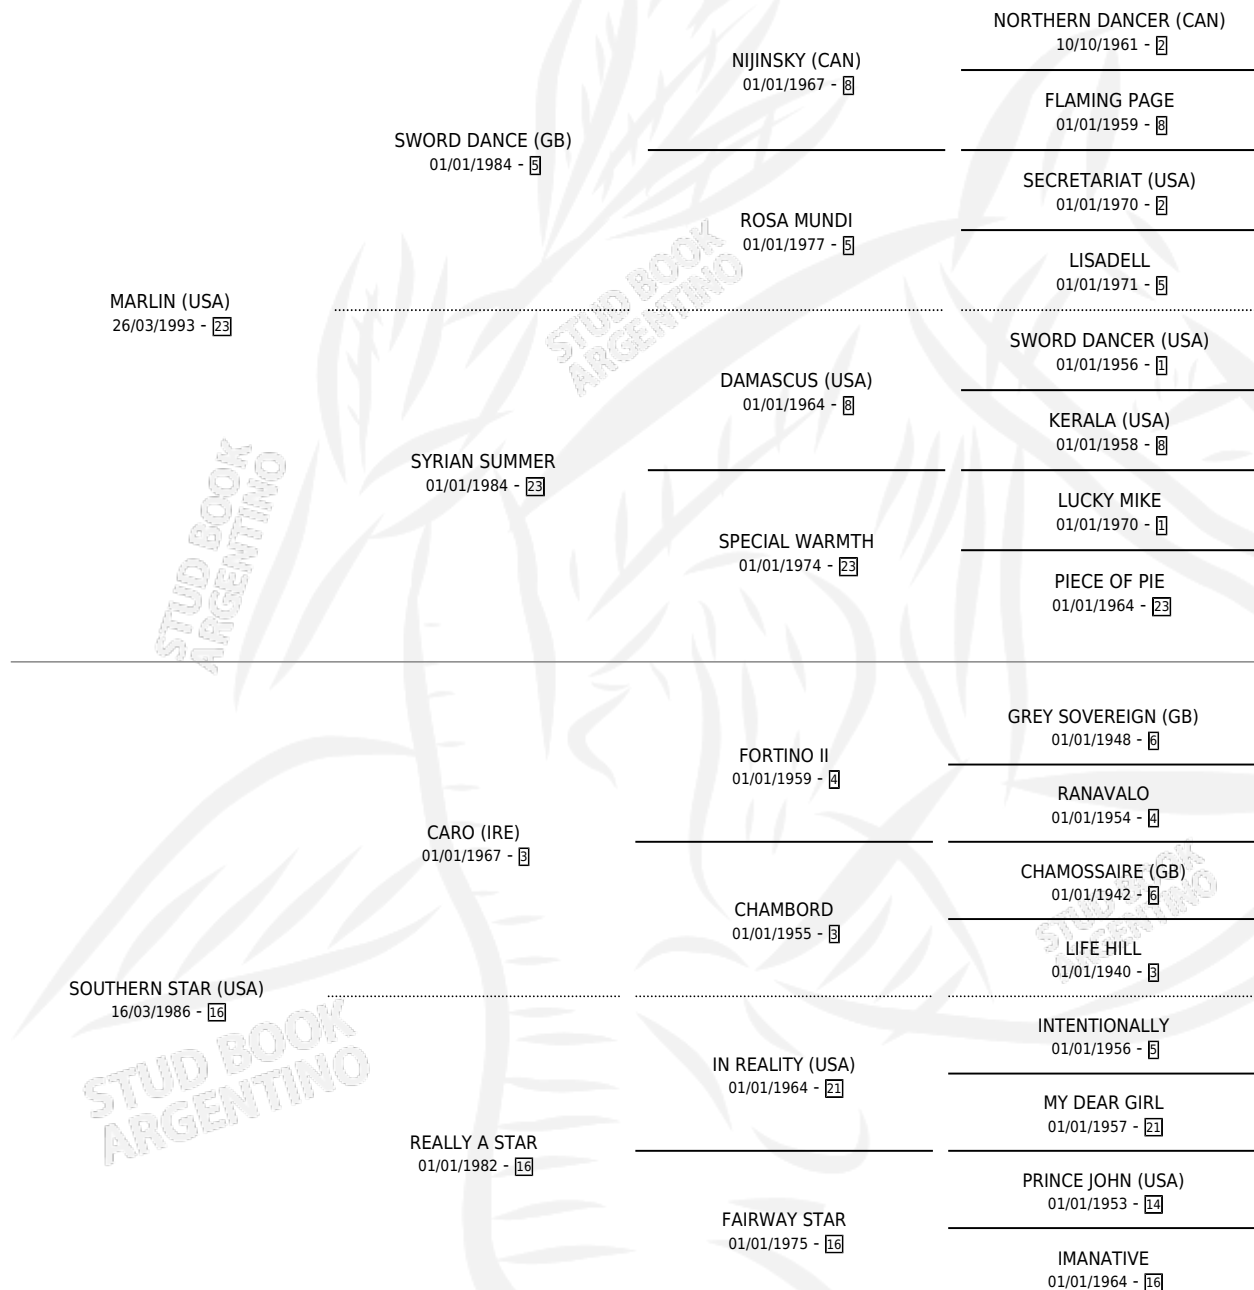 NORTHERN DANCER (CAN)
10/10/1961 - 2
NIJINSKY (CAN)
01/01/1967 - 8
FLAMING PAGE
01/01/1959 - 8
SWORD DANCE (GB)
01/01/1984 - 5
SECRETARIAT (USA)
01/01/1970 - 2
ROSA MUNDI
01/01/1977 - 5
LISADELL
01/01/1971 - 5
MARLIN (USA)
26/03/1993 - 23
SWORD DANCER (USA)
01/01/1956 - 1
DAMASCUS (USA)
01/01/1964 - 8
KERALA (USA)
01/01/1958 - 8
SYRIAN SUMMER
01/01/1984 - 23
LUCKY MIKE
01/01/1970 - 1
SPECIAL WARMTH
01/01/1974 - 23
PIECE OF PIE
01/01/1964 - 23
STUD BOOK
ARGENTINO
STUD BOOK
ARGENTINO
GREY SOVEREIGN (GB)
01/01/1948 - 6
FORTINO II
01/01/1959 - 4
RANAVALO
01/01/1954 - 4
CARO (IRE)
01/01/1967 - 3
CHAMOSSAIRE (GB)
01/01/1942 - 6
CHAMBORD
01/01/1955 - 3
LIFE HILL
01/01/1940 - 3
STUD BOOK
ARGENTINO
SOUTHERN STAR (USA)
16/03/1986 - 16
INTENTIONALLY
01/01/1956 - 5
IN REALITY (USA)
01/01/1964 - 21
MY DEAR GIRL
01/01/1957 - 21
REALLY A STAR
01/01/1982 - 16
PRINCE JOHN (USA)
01/01/1953 - 14
FAIRWAY STAR
01/01/1975 - 16
IMANATIVE
01/01/1964 - 16
STUD BOOK
ARGENTINO